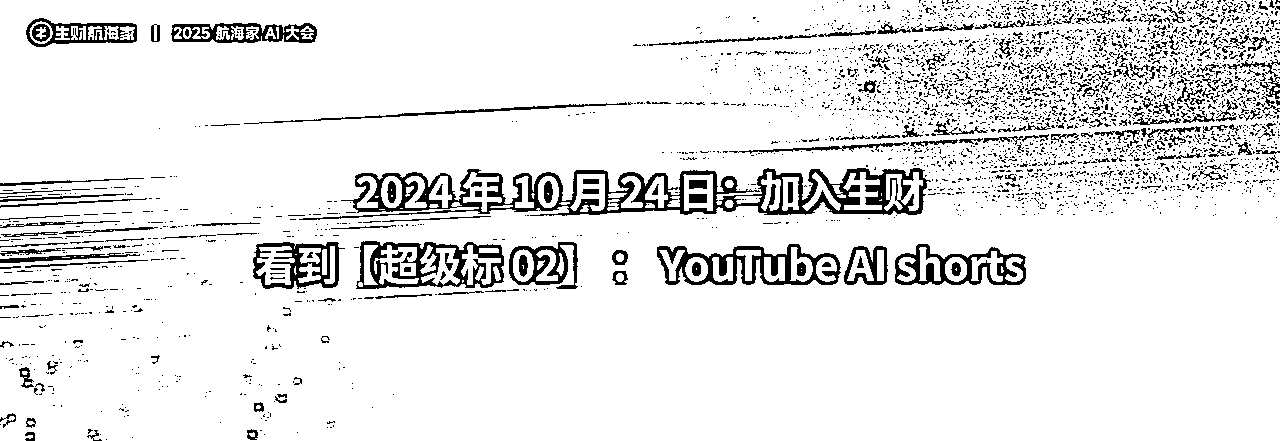 生财航海家 | 2025 航海家 AI 大会
2024 年 10 月 24 日：加入生财
看到【超级标 02】 ： YouTube AI shorts